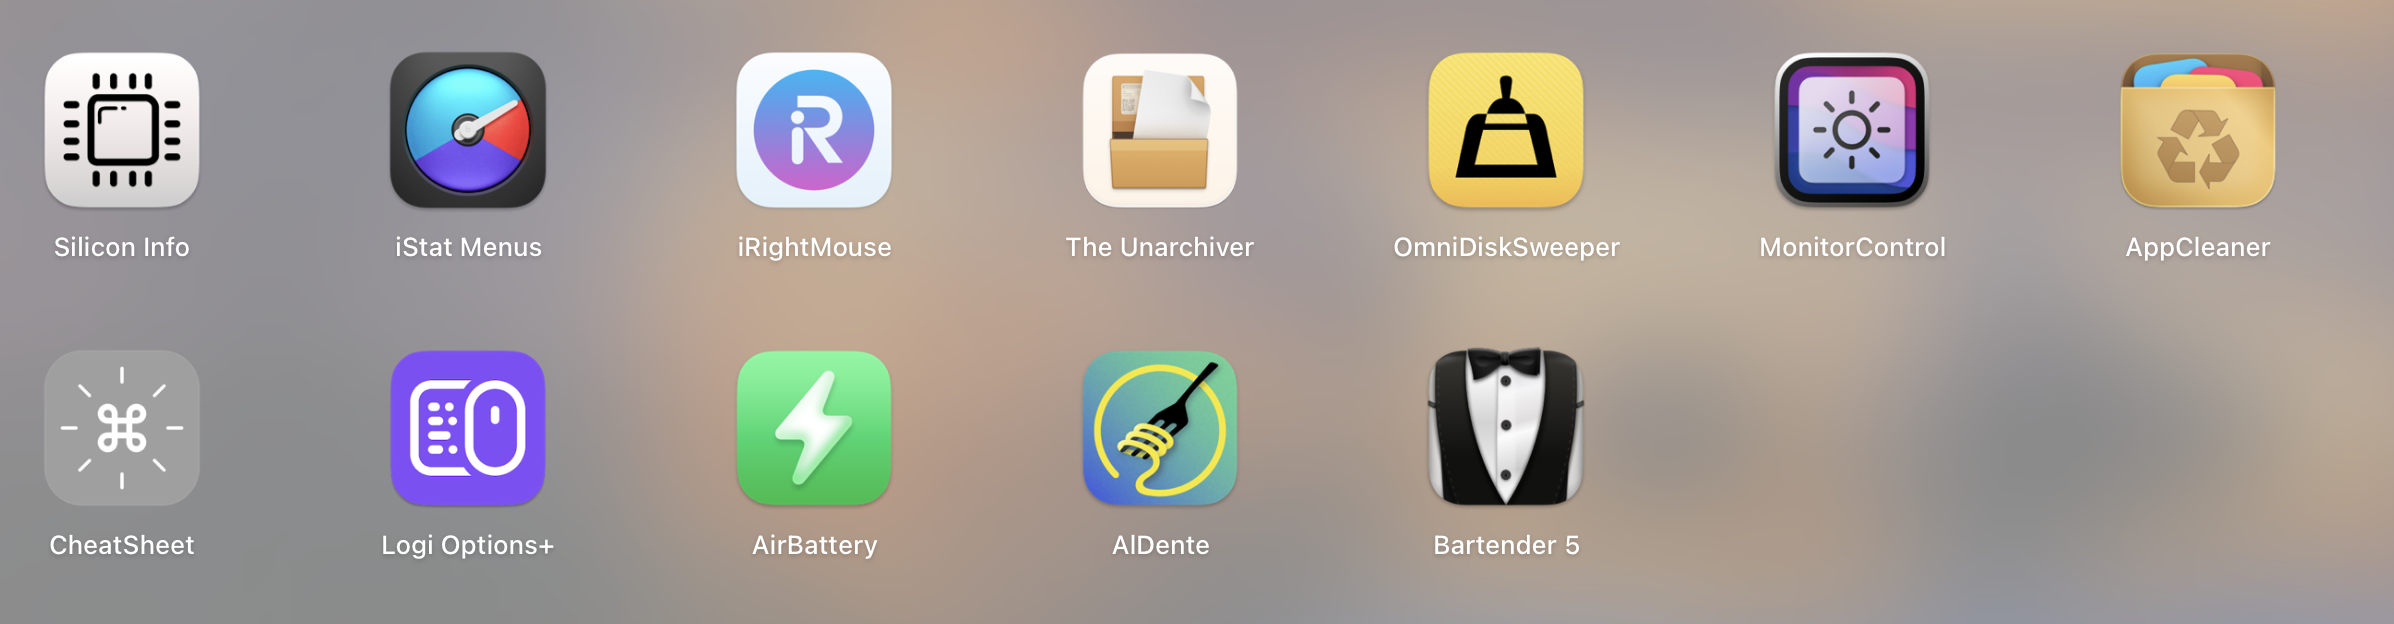 Silicon Info
iStat Menus
iRightMouse
The Unarchiver
OmniDiskSweeper
MonitorControl
AppCleaner
CheatSheet
Logi Options+
AirBattery
AlDente
Bartender 5